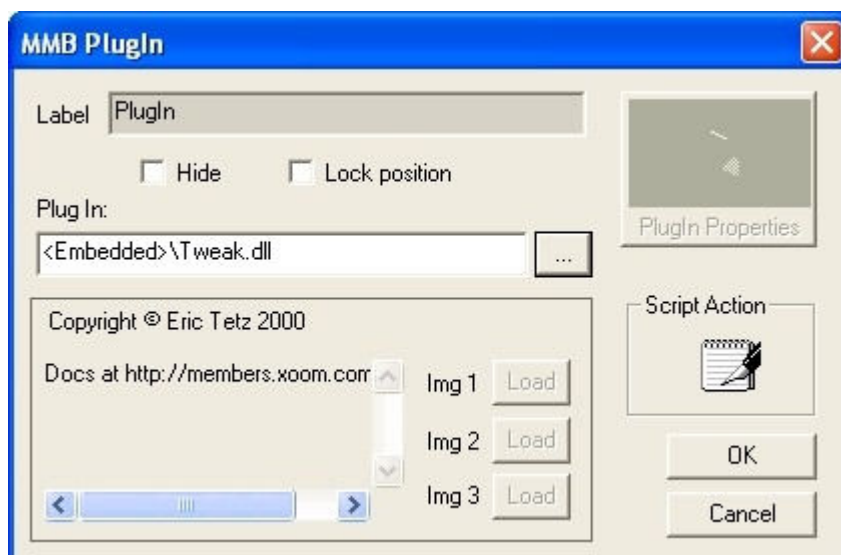 MMB PlugIn
Label PlugIn
Hide Lock position
Plug In:
<Embedded>\Tweak.dll ...
PlugIn Properties
Copyright © Eric Tetz 2000
Docs at http://members.xoom.com
Img 1 Load
Img 2 Load
Img 3 Load
Script Action
OK
Cancel